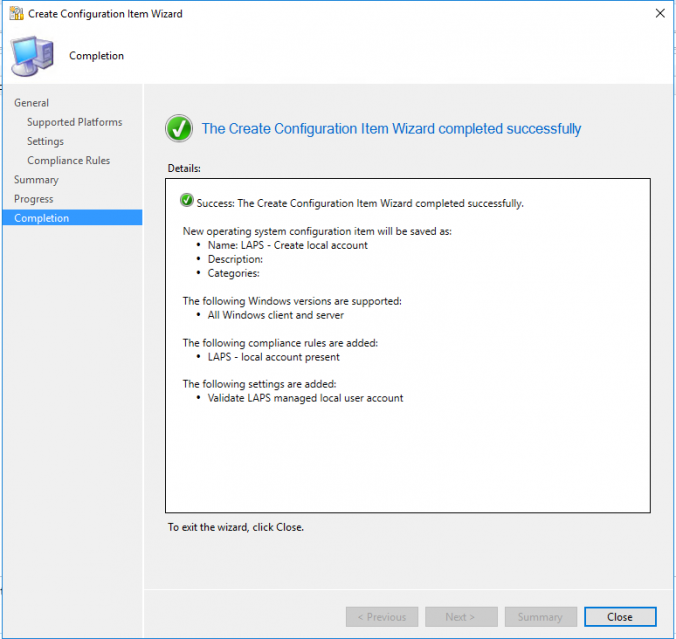 Create Configuration Item Wizard
Completion
General
Supported Platforms
Settings
Compliance Rules
Summary
Progress
Completion
The Create Configuration Item Wizard completed successfully
Details:
Success: The Create Configuration Item Wizard completed successfully.
New operating system configuration item will be saved as:
• Name: LAPS - Create local account
• Description:
• Categories:
The following Windows versions are supported:
• All Windows client and server
The following compliance rules are added:
• LAPS - local account present
The following settings are added:
• Validate LAPS managed local user account
To exit the wizard, click Close.
< Previous
Next >
Summary
Close